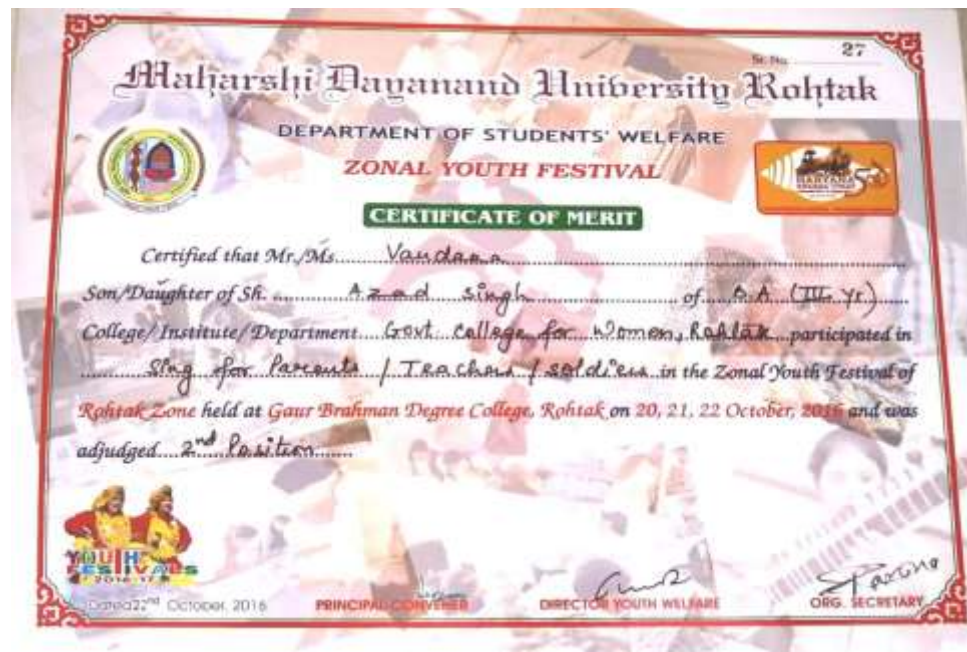 Sr. No. 27
Maharshi Dayanand University Rohtak
DEPARTMENT OF STUDENTS' WELFARE
ZONAL YOUTH FESTIVAL
HARYANA
CERTIFICATE OF MERIT
Certified that Mr./Ms. Vandana
Son/Daughter of Sh. Azad Singh of B.A (III Yr)
College/Institute/Department Govt. College for Women, Rohtak participated in
Sing for Parents / Teachers / Soldiers in the Zonal Youth Festival of
Rohtak Zone held at Gaur Brahman Degree College, Rohtak on 20, 21, 22 October, 2016 and was
adjudged 2nd Position
YOUTH
FESTIVALS
2016-17
Dated 22nd October, 2016
PRINCIPAL-CONVENER
DIRECTOR YOUTH WELFARE
ORG. SECRETARY